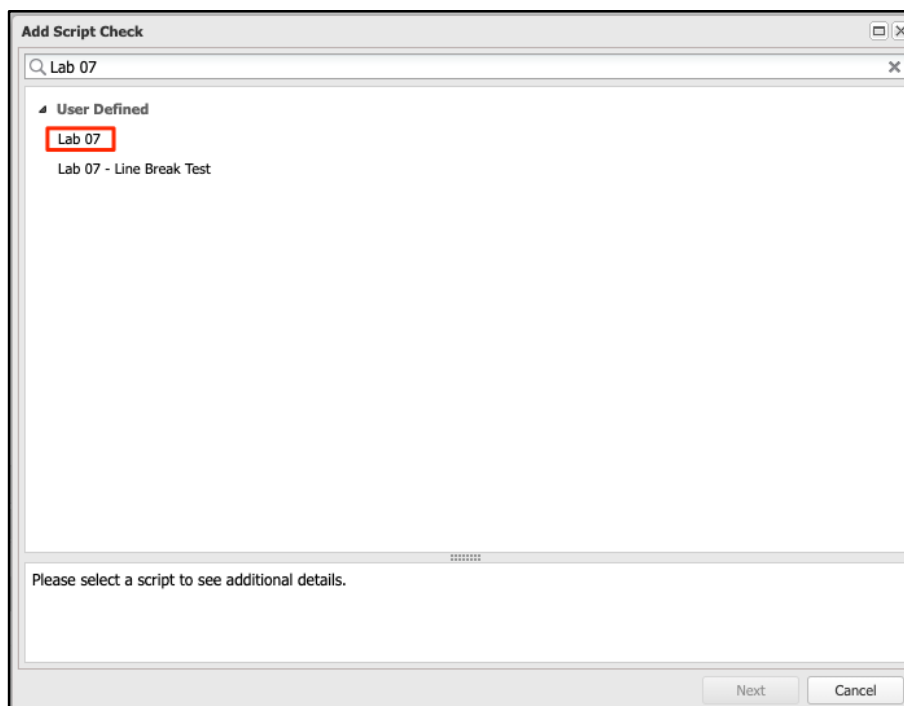 Add Script Check
Lab 07
User Defined
Lab 07
Lab 07 - Line Break Test
Please select a script to see additional details.
Next Cancel